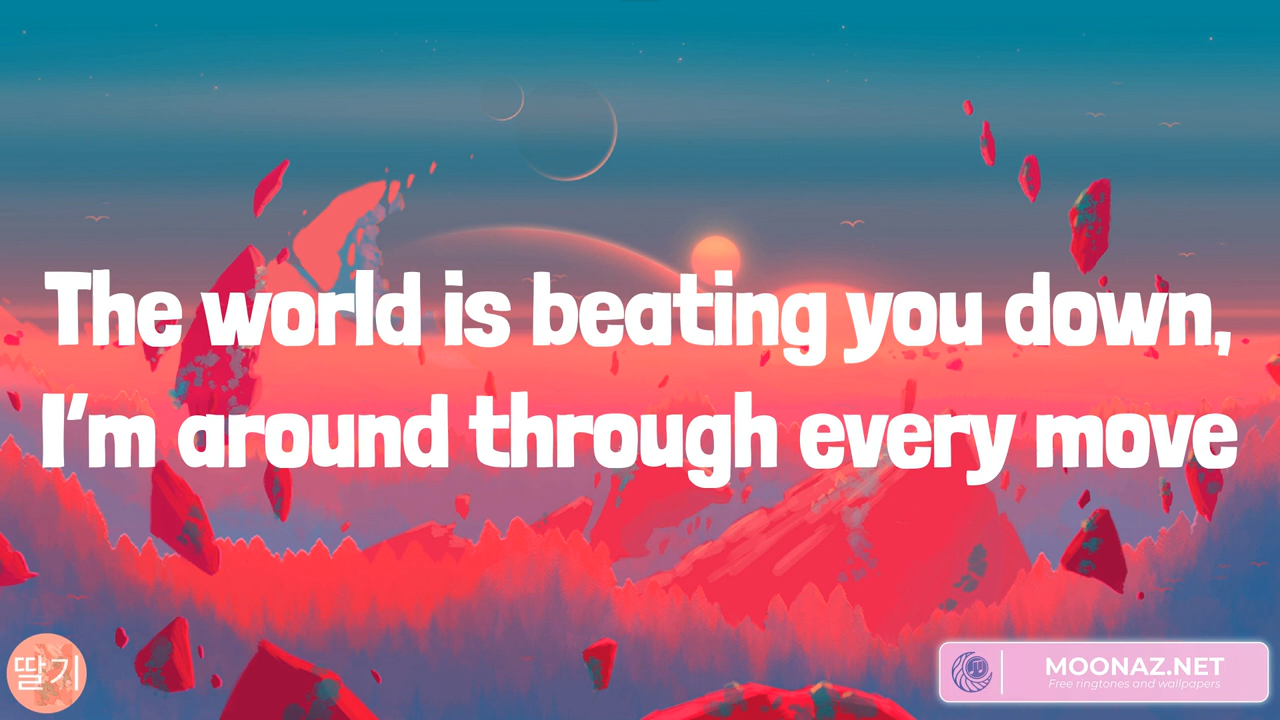 The world is beating you down,
I'm around through every move
딸기
MOONAZ.NET
Free ringtones and wallpapers